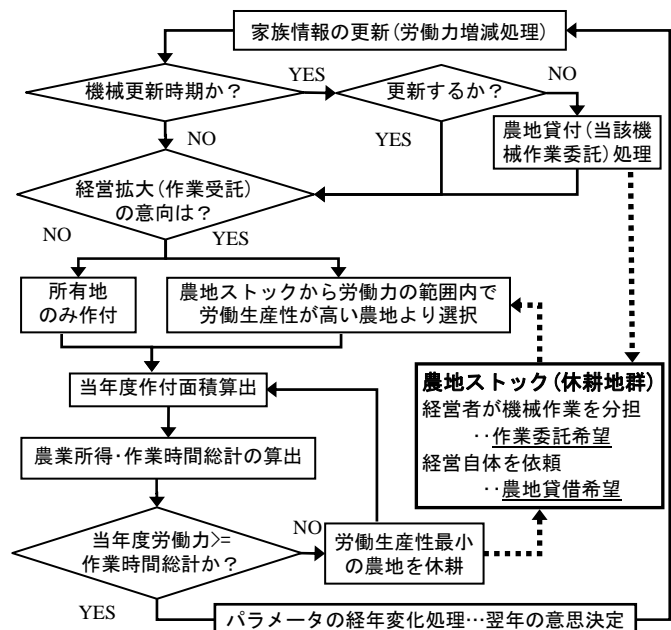 家族情報の更新(労働力増減処理)
機械更新時期か?
YES
更新するか?
NO
NO
YES
農地貸付(当該機
械作業委託)処理
経営拡大(作業受託)
の意向は?
NO
YES
所有地
のみ作付
農地ストックから労働力の範囲内で
労働生産性が高い農地より選択
農地ストック(休耕地群)
経営者が機械作業を分担
‥作業委託希望
経営自体を依頼
‥農地貸借希望
当年度作付面積算出
農業所得・作業時間総計の算出
当年度労働力>=
作業時間総計か?
NO
労働生産性最小
の農地を休耕
YES
パラメータの経年変化処理…翌年の意思決定